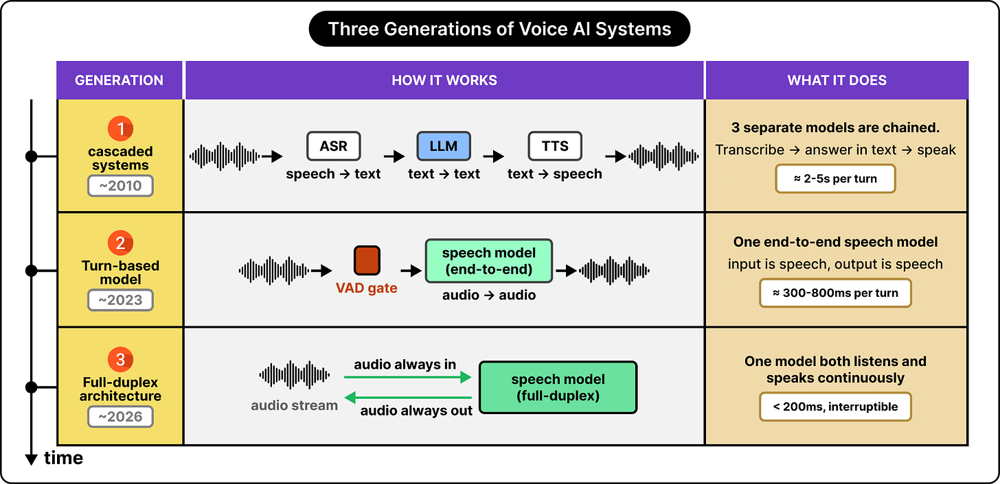 Three Generations of Voice AI Systems
GENERATION
HOW IT WORKS
WHAT IT DOES
1
cascaded
systems
~2010
ASR
speech → text
LLM
text → text
TTS
text → speech
3 separate models are chained.
Transcribe → answer in text → speak
≈ 2-5s per turn
2
Turn-based
model
~2023
VAD gate
speech model
(end-to-end)
audio → audio
One end-to-end speech model
input is speech, output is speech
≈ 300-800ms per turn
3
Full-duplex
architecture
~2026
audio stream
audio always in
audio always out
speech model
(full-duplex)
One model both listens and
speaks continuously
< 200ms, interruptible
time